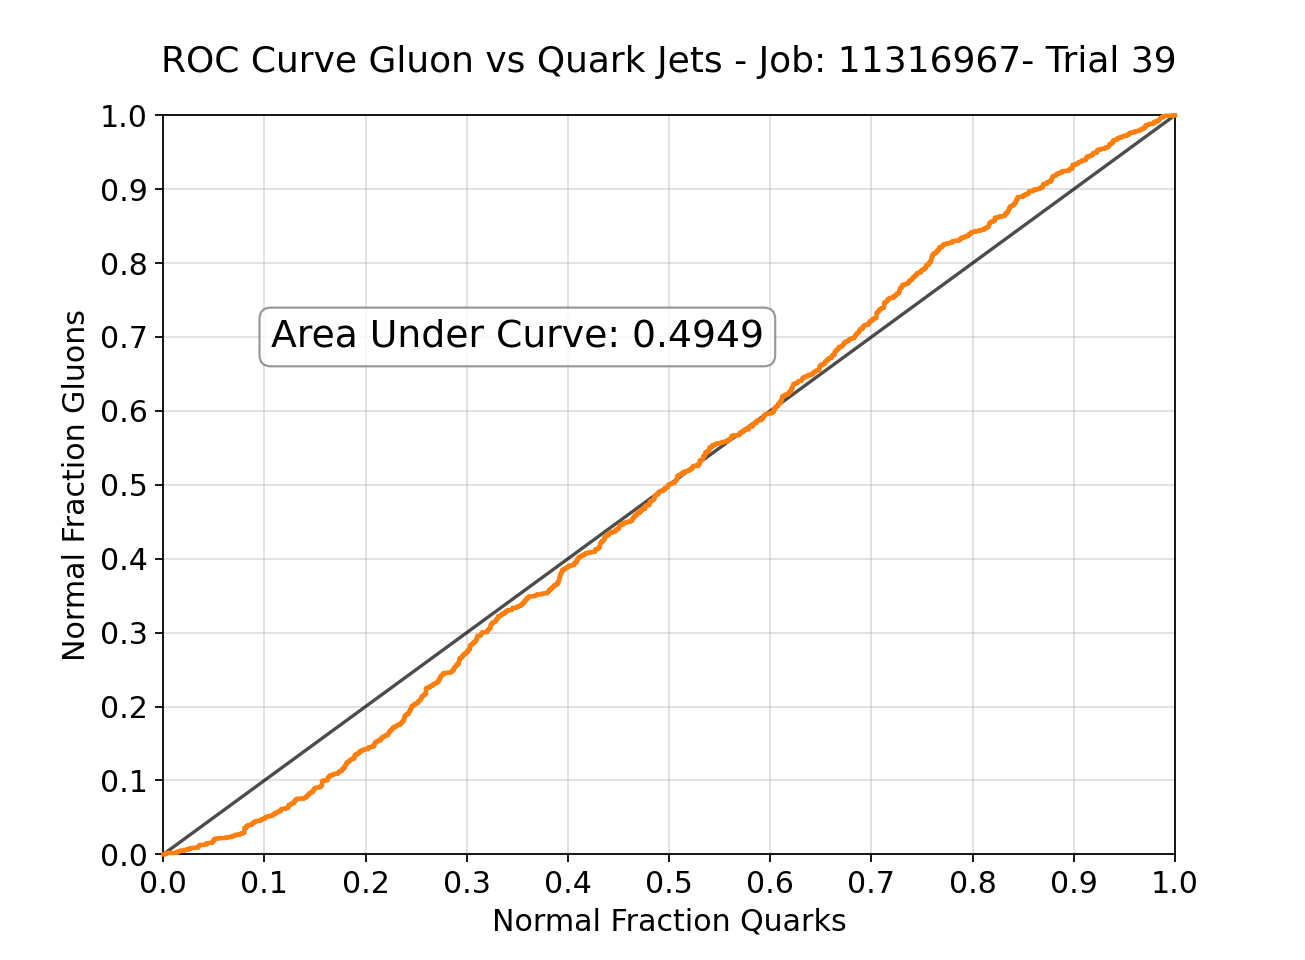 ROC Curve Gluon vs Quark Jets - Job: 11316967- Trial 39
1.0
0.9
0.8
0.7
0.6
0.5
0.4
0.3
0.2
0.1
0.0
Normal Fraction Gluons
Area Under Curve: 0.4949
0.0 0.1 0.2 0.3 0.4 0.5 0.6 0.7 0.8 0.9 1.0
Normal Fraction Quarks